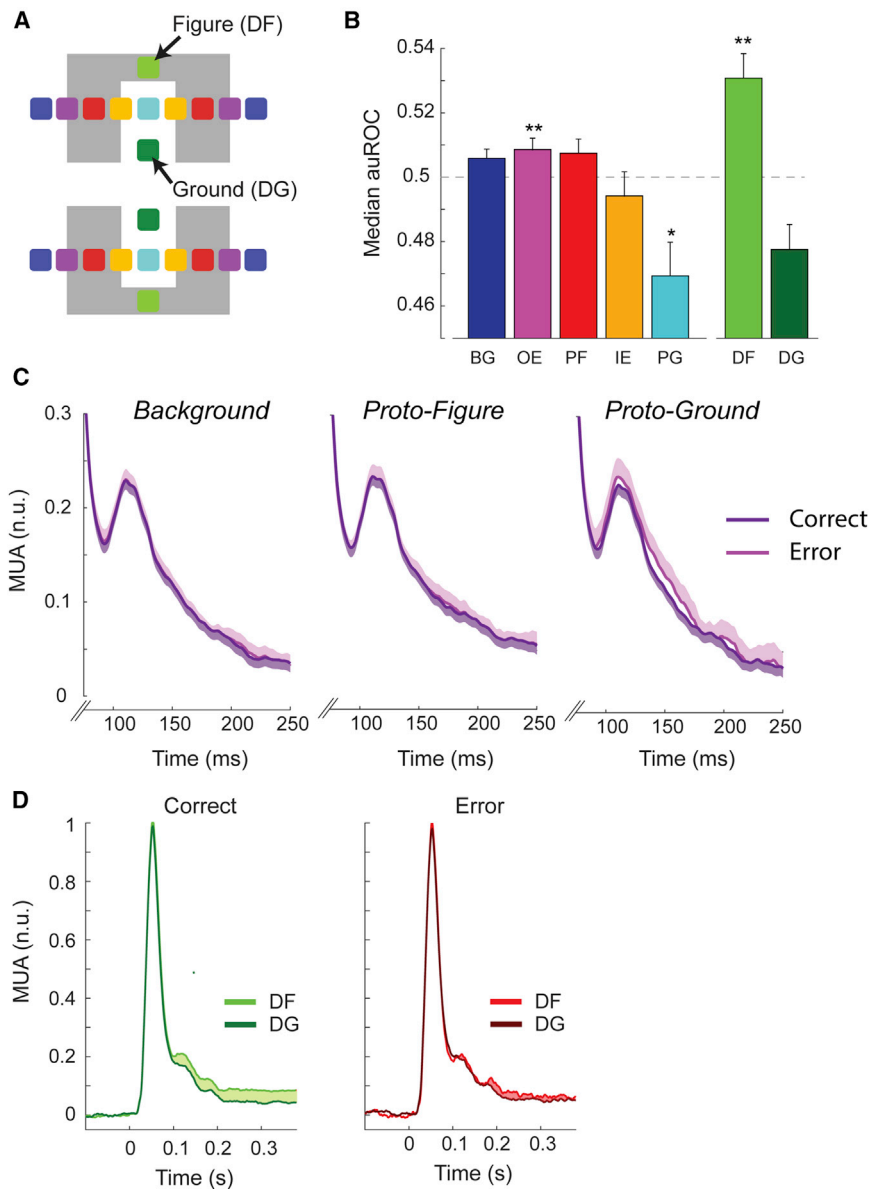 A
Figure (DF)
Ground (DG)
B
Median auROC
0.54
0.52
0.5
0.48
0.46
**
*
**
BG OE PF IE PG DF DG
C
Background Proto-Figure Proto-Ground
MUA (n.u.)
0.3
0.2
0.1
0
Correct
Error
100 150 200 250
100 150 200 250
100 150 200 250
Time (ms) Time (ms) Time (ms)
D
Correct Error
MUA (n.u.)
1
0.8
0.6
0.4
0.2
0
DF
DG
DF
DG
0 0.1 0.2 0.3
0 0.1 0.2 0.3
Time (s) Time (s)